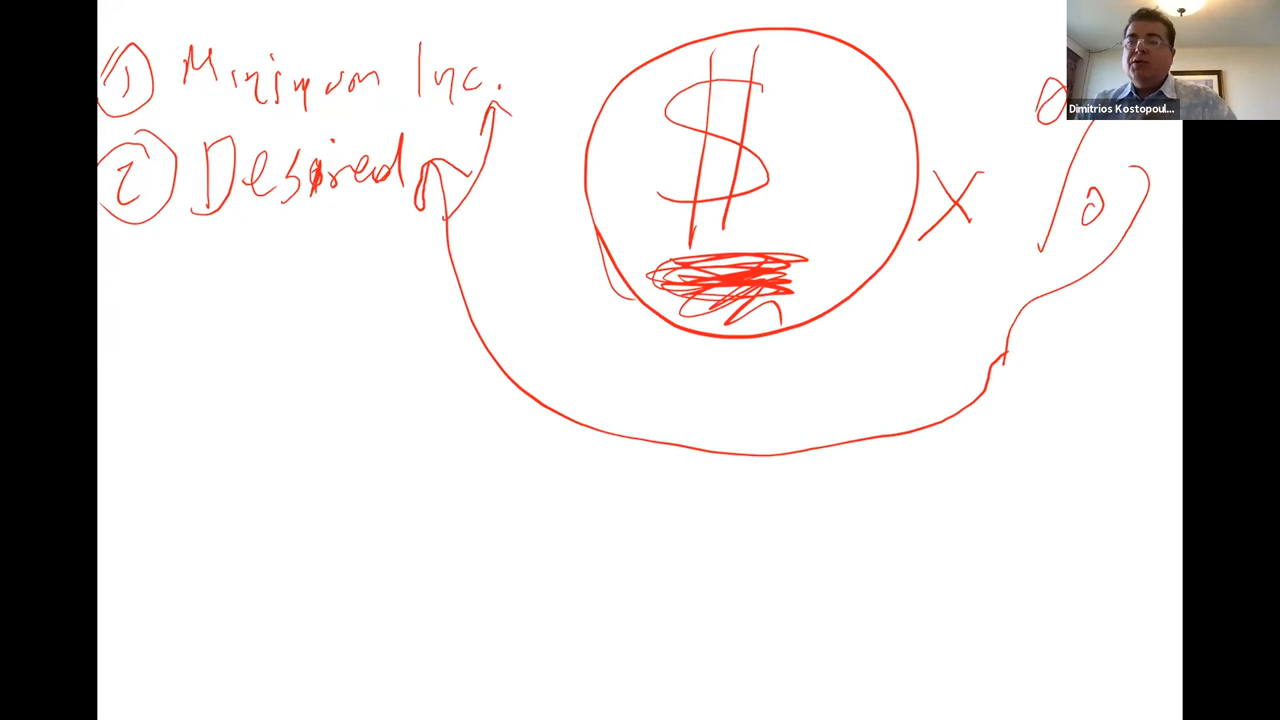 ① Minimum Inc.
② Desired
$ X %
Dimitrios Kostopoul...